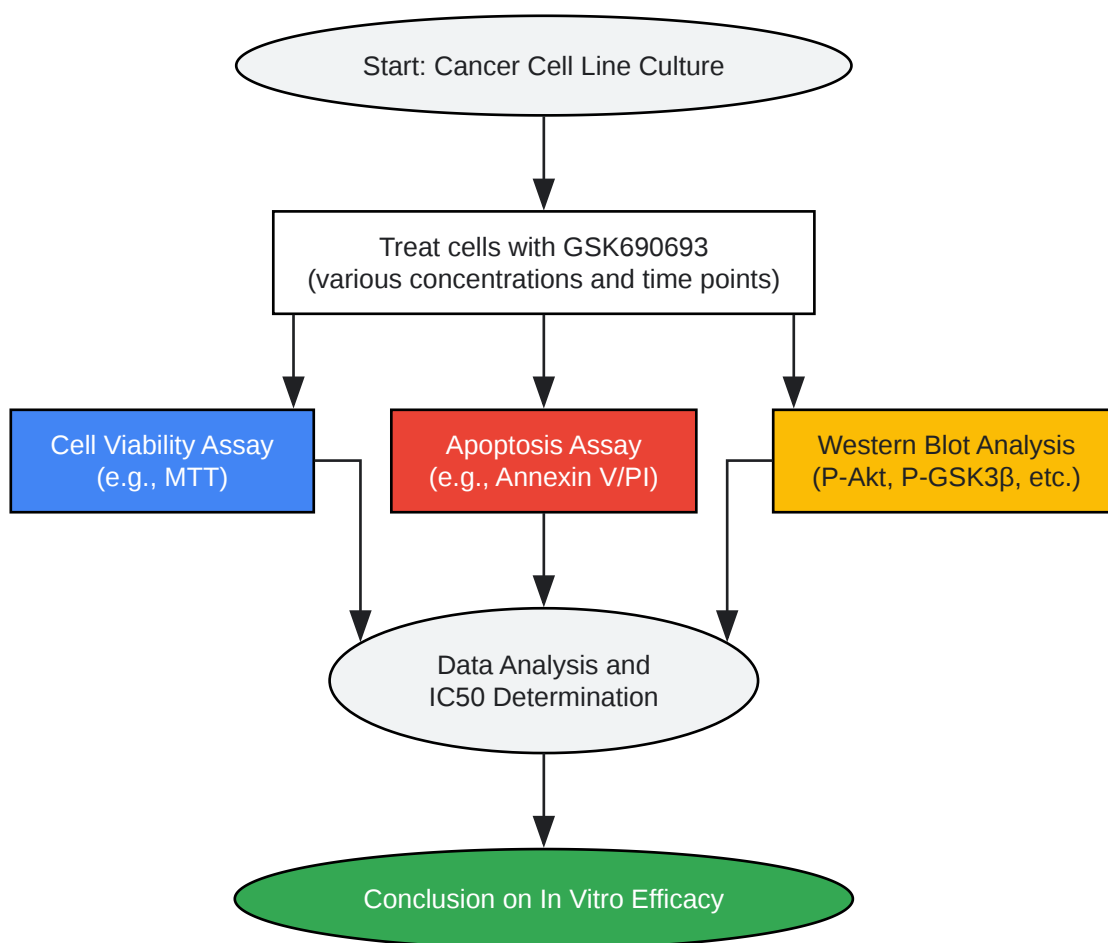 Start: Cancer Cell Line Culture
Treat cells with GSK690693
(various concentrations and time points)
Cell Viability Assay
(e.g., MTT)
Apoptosis Assay
(e.g., Annexin V/PI)
Western Blot Analysis
(P-Akt, P-GSK3β, etc.)
Data Analysis and
IC50 Determination
Conclusion on In Vitro Efficacy